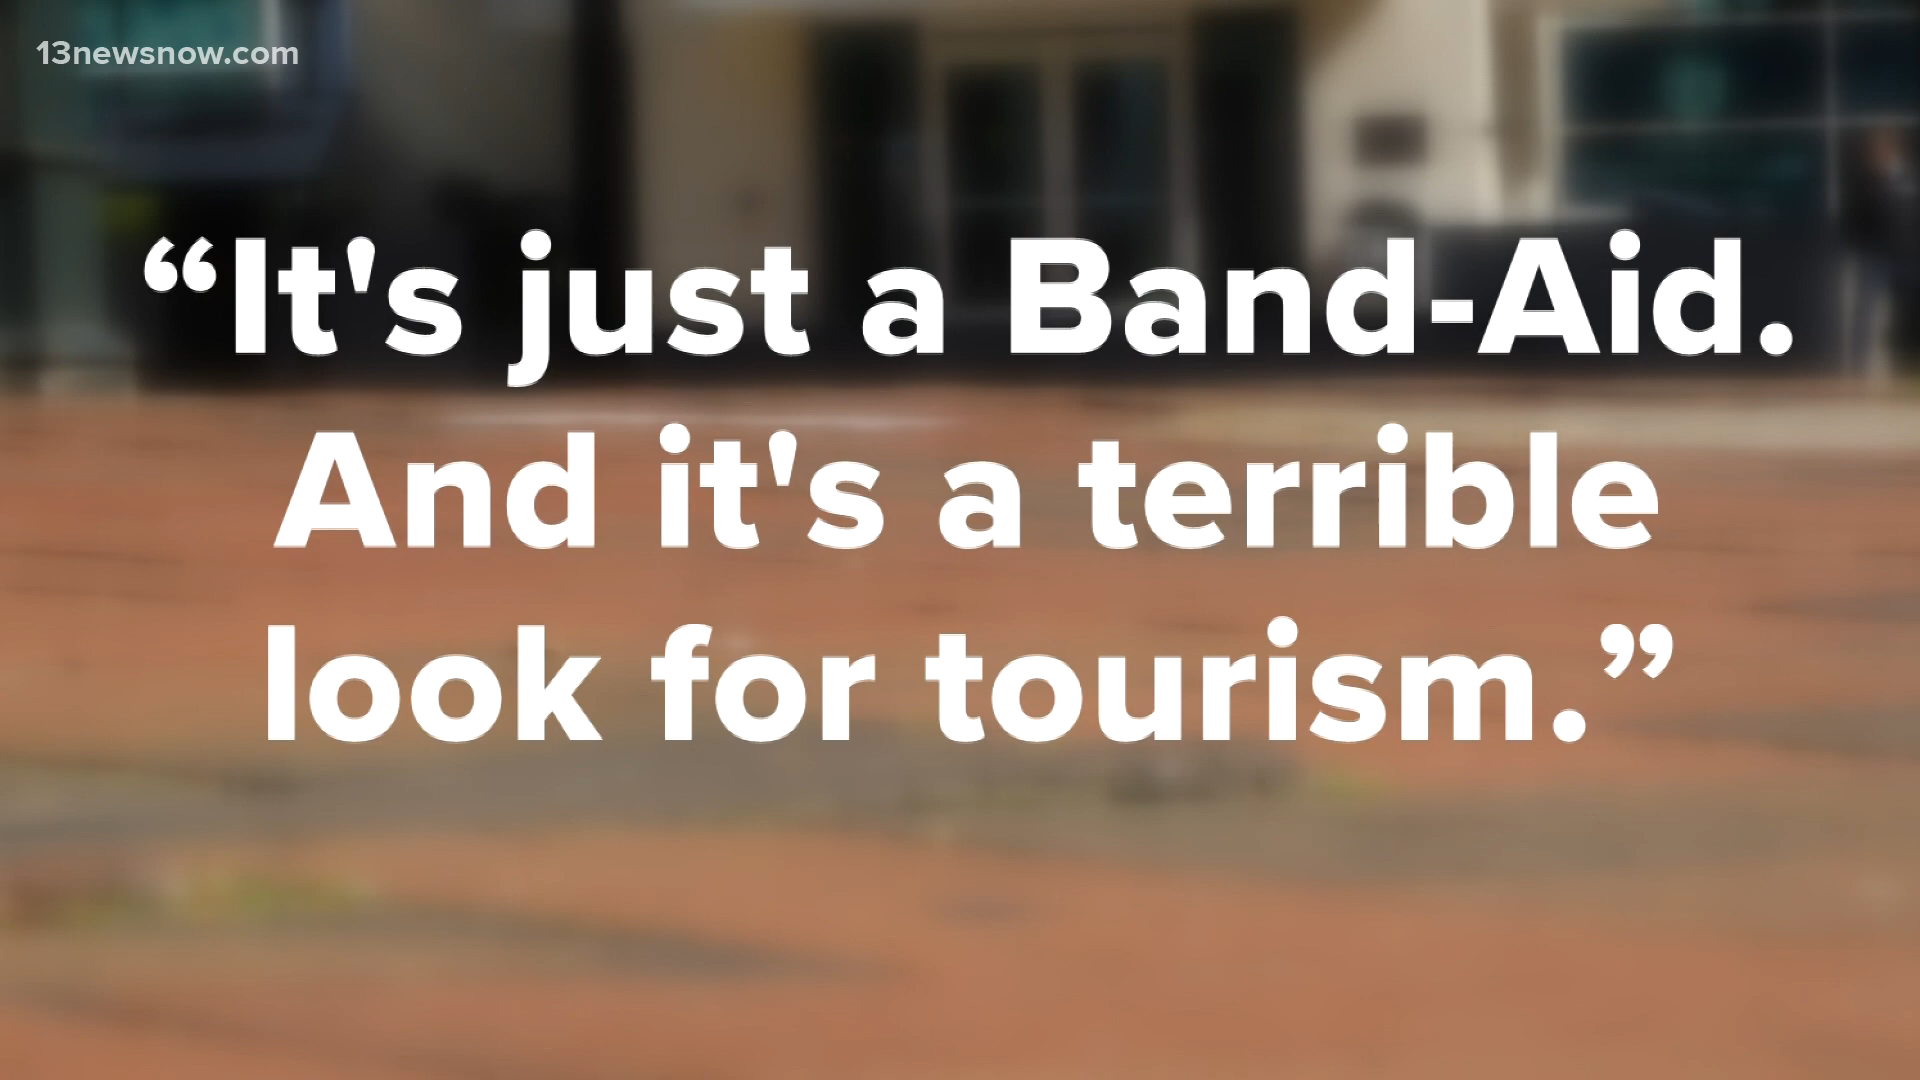 13newsnow.com
“It's just a Band-Aid.
And it's a terrible
look for tourism.”